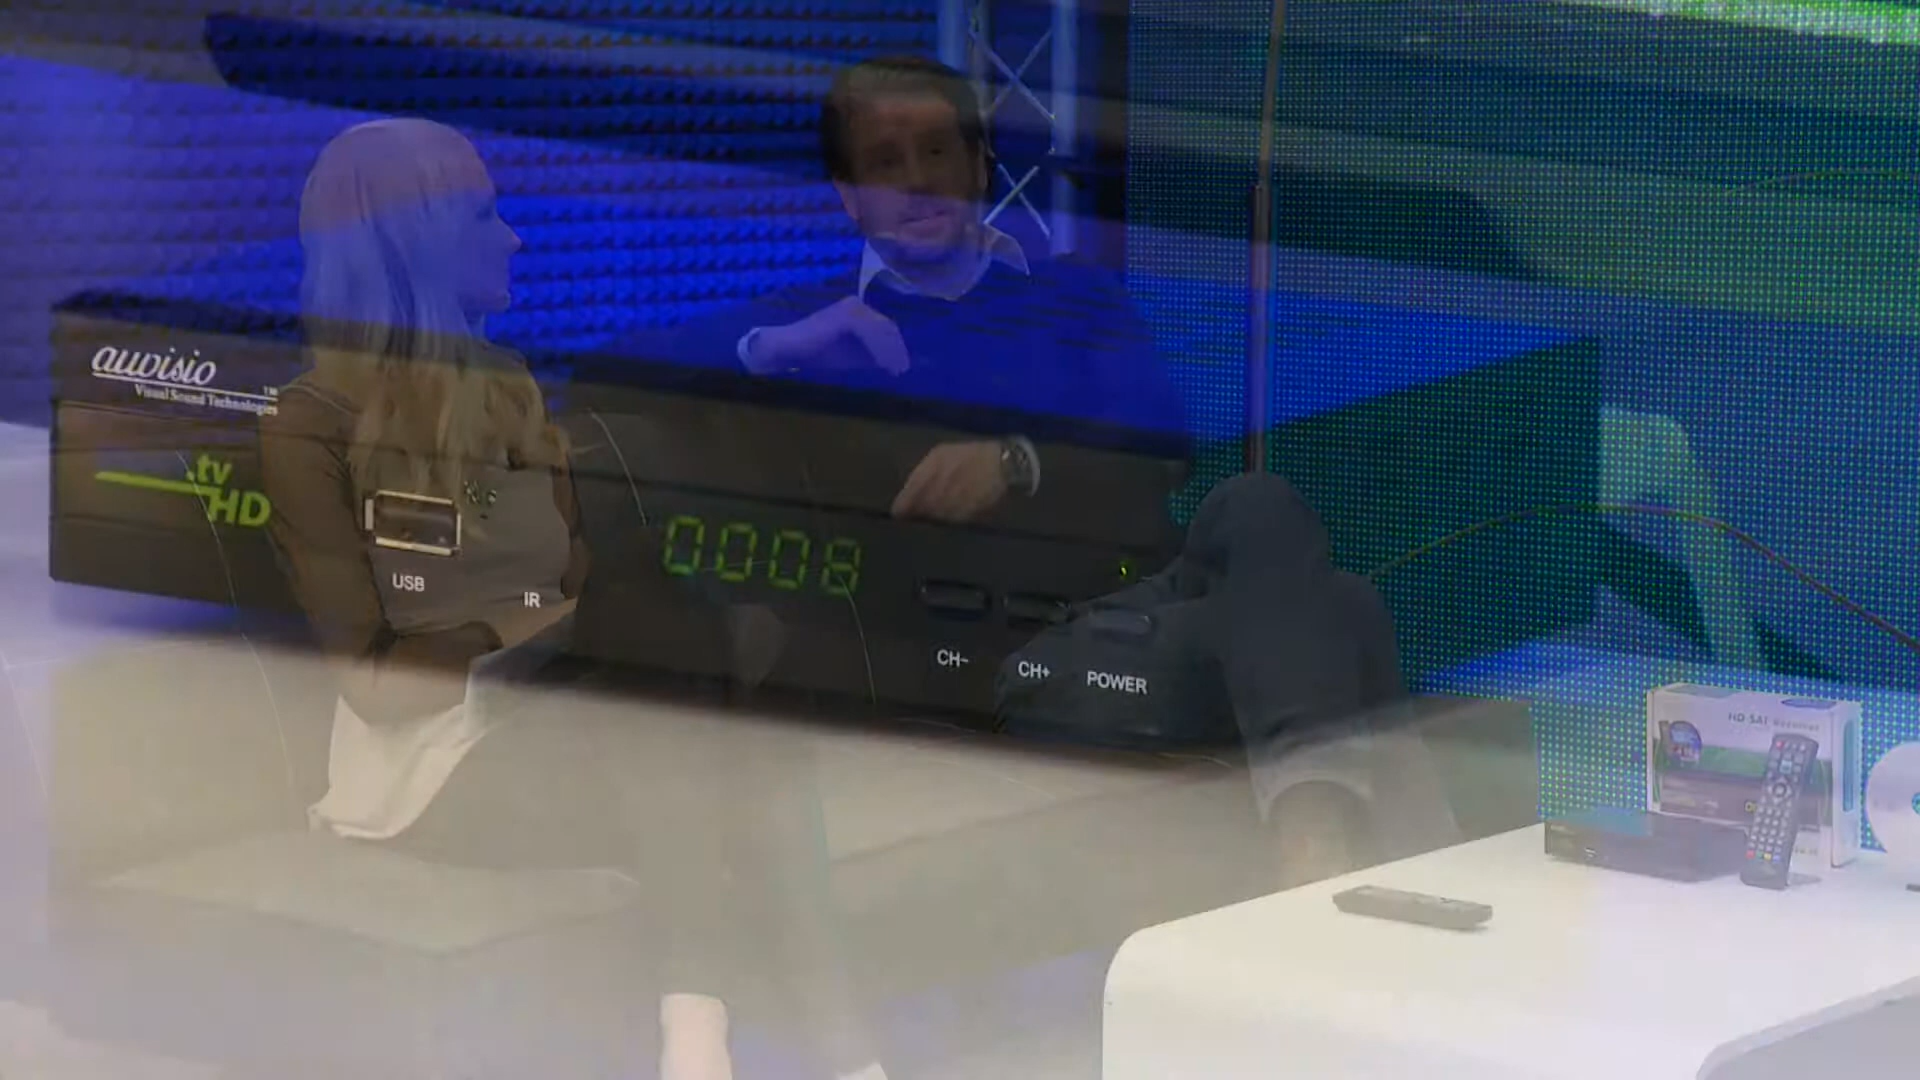 auvisio
TM
Visual Sound Technologies
.tv
HD
USB
IR
0008
CH-
CH+
POWER
HD SAT Receiver